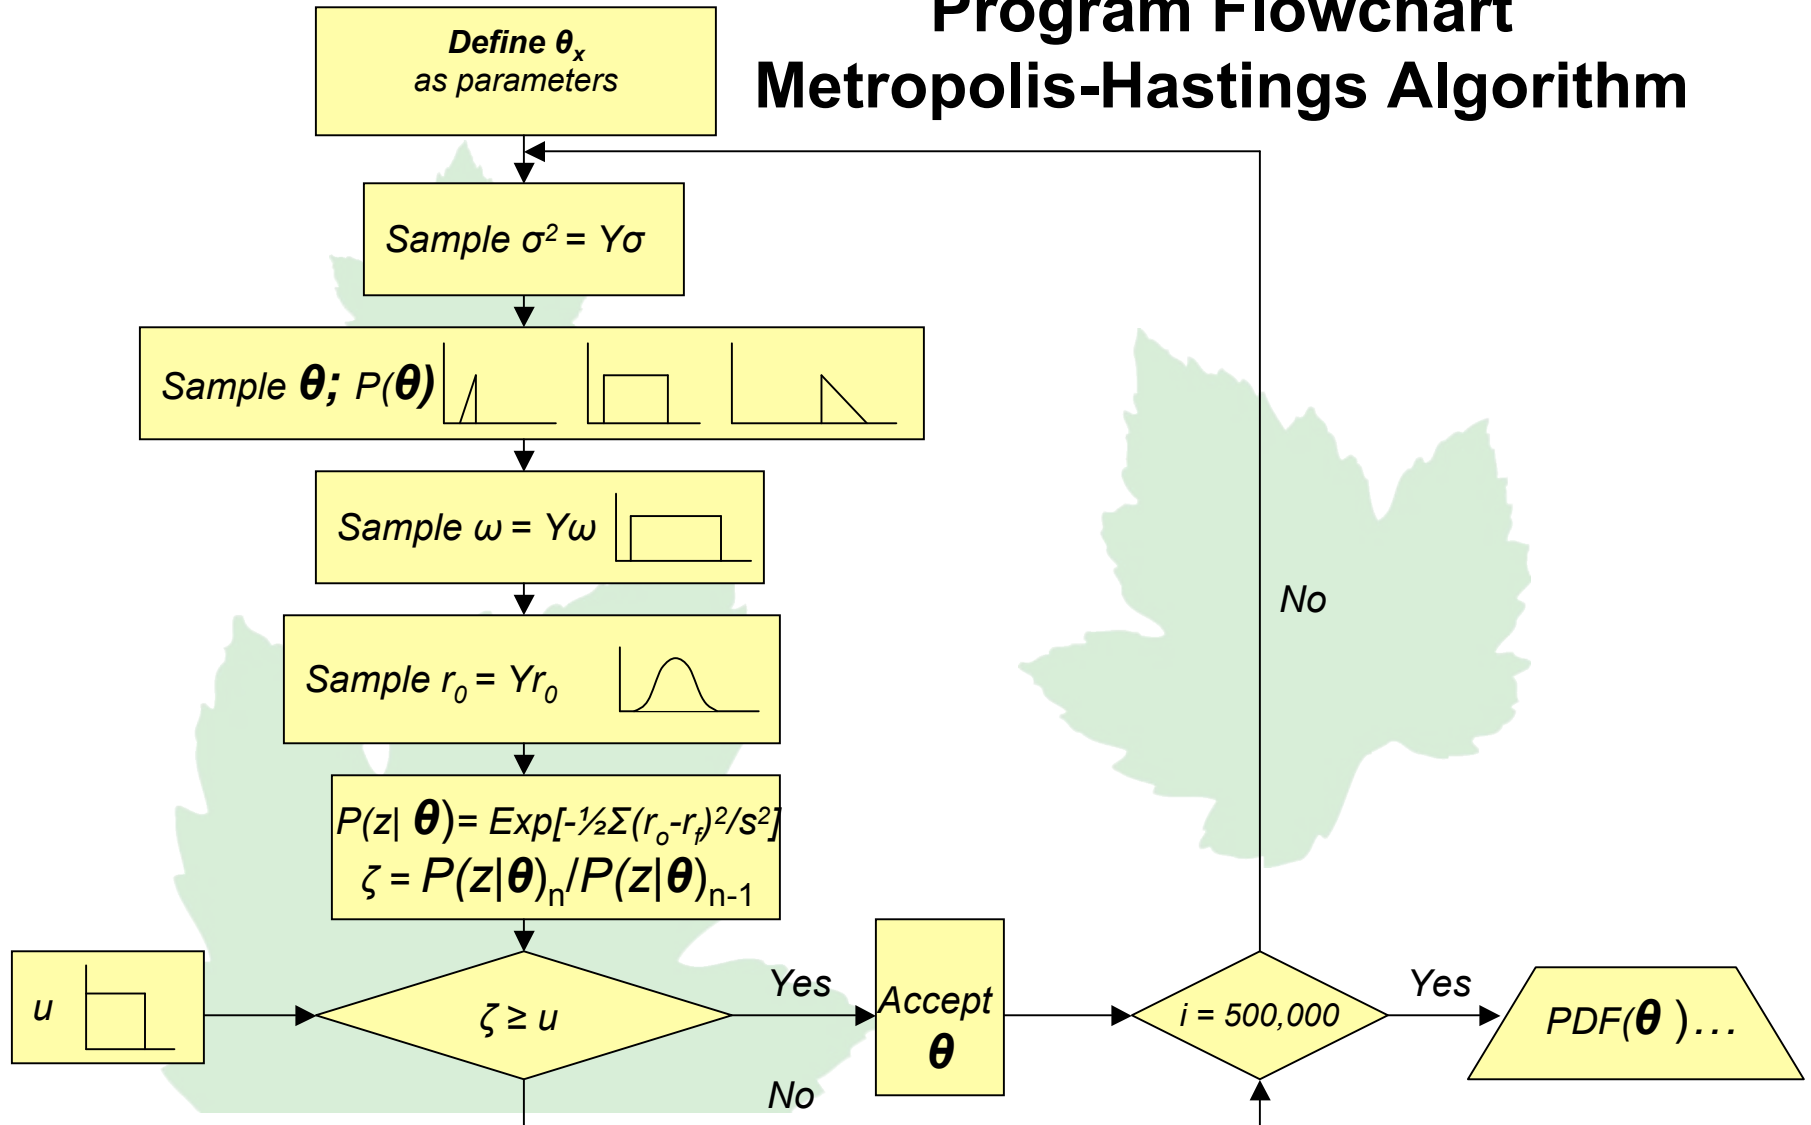 Program Flowchart
Metropolis-Hastings Algorithm
Define θx
as parameters
Sample σ² = Yσ
Sample θ; P(θ)
Sample ω = Yω
Sample r₀ = Yr₀
P(z| θ)= Exp[-½Σ(ro-rf)²/s²]
ζ = P(z|θ)n/P(z|θ)n-1
u
ζ ≥ u
Yes
No
Accept
θ
i = 500,000
No
Yes
PDF(θ )…